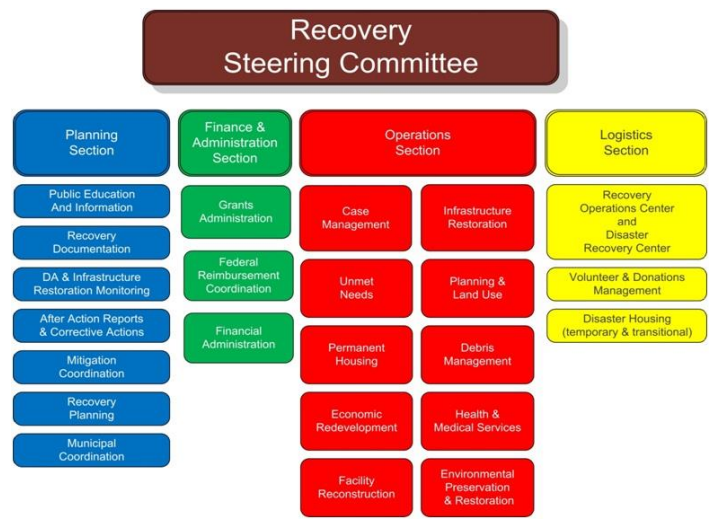 Recovery
Steering Committee
Planning
Section
Public Education
And Information
Recovery
Documentation
DA & Infrastructure
Restoration Monitoring
After Action Reports
& Corrective Actions
Mitigation
Coordination
Recovery
Planning
Municipal
Coordination
Finance &
Administration
Section
Grants
Administration
Federal
Reimbursement
Coordination
Financial
Administration
Operations
Section
Case
Management
Infrastructure
Restoration
Unmet
Needs
Planning &
Land Use
Permanent
Housing
Debris
Management
Economic
Redevelopment
Health &
Medical Services
Facility
Reconstruction
Environmental
Preservation
& Restoration
Logistics
Section
Recovery
Operations Center
and
Disaster
Recovery Center
Volunteer & Donations
Management
Disaster Housing
(temporary & transitional)